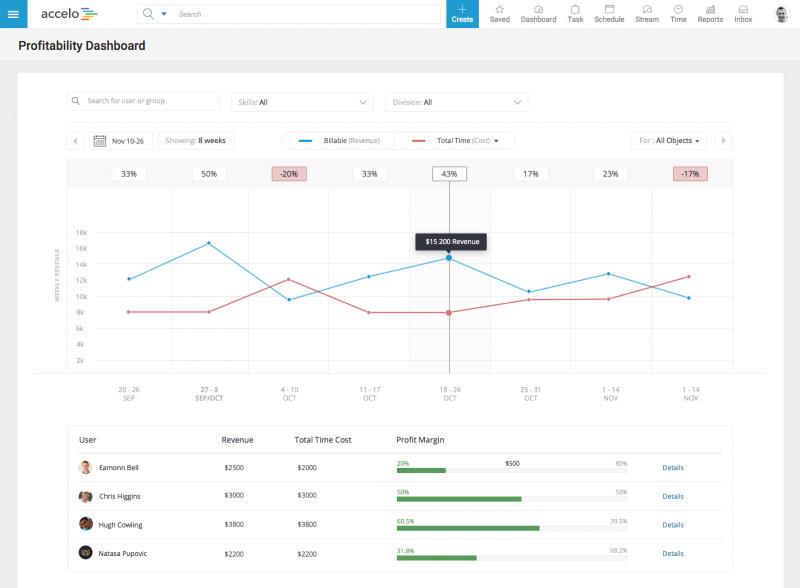 accelo Search Create Saved Dashboard Task Schedule Stream Time Reports Inbox
Profitability Dashboard
Search for user or group Skills: All Division: All
Nov 10-26 Showing: 8 weeks Billable (Revenue) Total Time (Cost) For : All Objects
33% 50% -20% 33% 43% 17% 23% -17%
$15 200 Revenue
WEEKLY REVENUE
18k
16k
14k
12k
10k
8k
6k
4k
2k
20 - 26 27 - 3 4 - 10 11 - 17 18 - 24 25 - 31 1 - 14 1 - 14
SEP SEP/OCT OCT OCT OCT OCT NOV NOV
User Revenue Total Time Cost Profit Margin
Eamonn Bell $2500 $2000 20% $500 80% Details
Chris Higgins $3000 $3000 50% 50% Details
Hugh Cowling $3800 $3800 60.5% 39.5% Details
Natasa Pupovic $2200 $2200 31.8% 68.2% Details